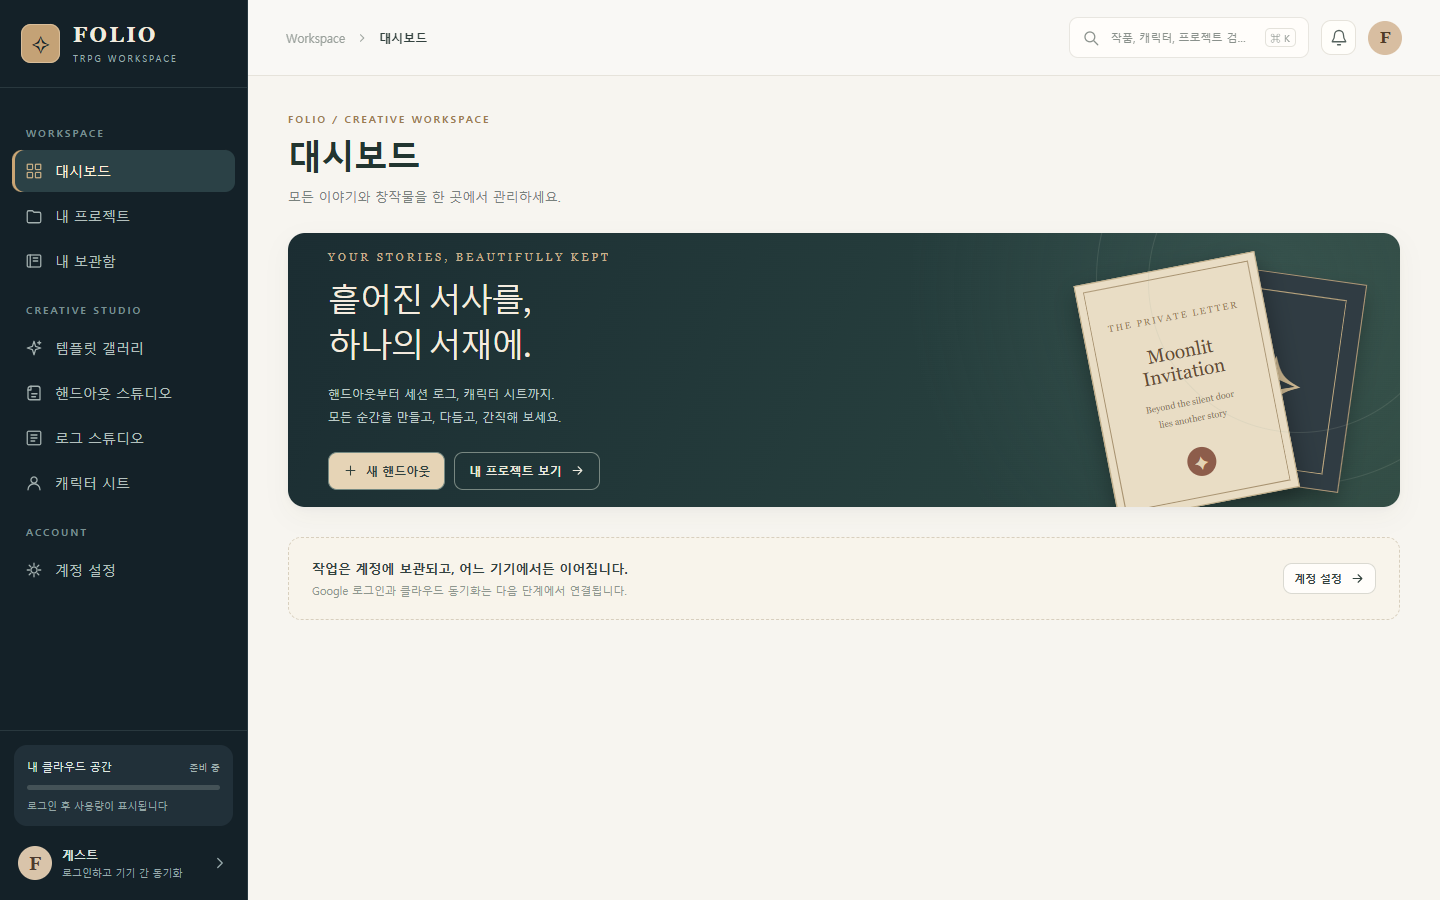 FOLIO
TRPG WORKSPACE
WORKSPACE
대시보드
내 프로젝트
내 보관함
CREATIVE STUDIO
템플릿 갤러리
핸드아웃 스튜디오
로그 스튜디오
캐릭터 시트
ACCOUNT
계정 설정
내 클라우드 공간 준비 중
로그인 후 사용량이 표시됩니다
F
게스트
로그인하고 기기 간 동기화
Workspace > 대시보드
작품, 캐릭터, 프로젝트 검... ⌘ K
F
FOLIO / CREATIVE WORKSPACE
대시보드
모든 이야기와 창작물을 한 곳에서 관리하세요.
YOUR STORIES, BEAUTIFULLY KEPT
흩어진 서사를,
하나의 서재에.
핸드아웃부터 세션 로그, 캐릭터 시트까지.
모든 순간을 만들고, 다듬고, 간직해 보세요.
+ 새 핸드아웃
내 프로젝트 보기 →
THE PRIVATE LETTER
Moonlit
Invitation
Beyond the silent door
lies another story
작업은 계정에 보관되고, 어느 기기에서든 이어집니다.
Google 로그인과 클라우드 동기화는 다음 단계에서 연결됩니다.
계정 설정 →